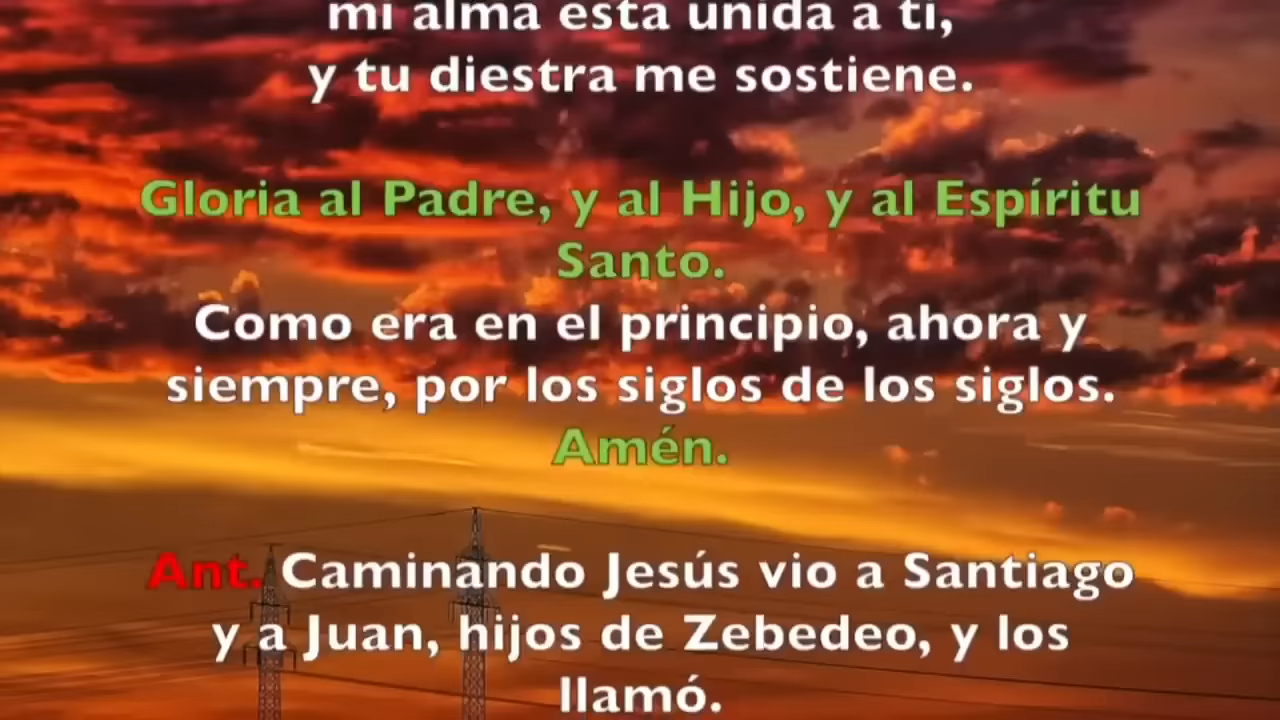 mi alma está unida a ti,
y tu diestra me sostiene.
Gloria al Padre, y al Hijo, y al Espíritu
Santo.
Como era en el principio, ahora y
siempre, por los siglos de los siglos.
Amén.
Ant. Caminando Jesús vio a Santiago
y a Juan, hijos de Zebedeo, y los
llamó.